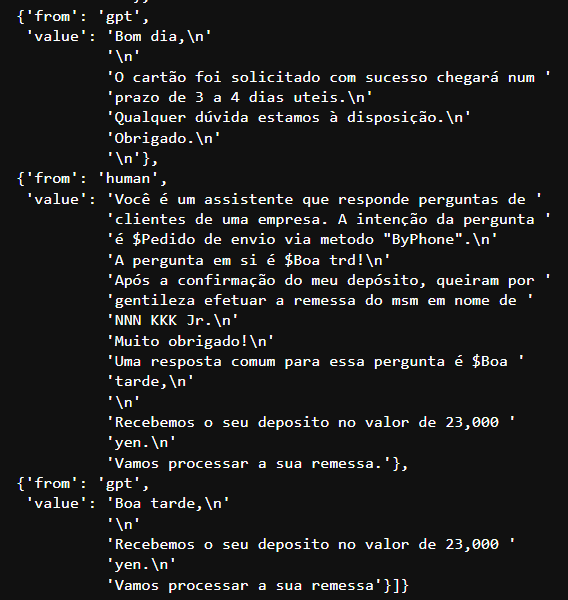 {'from': 'gpt',
'value': 'Bom dia,\n'
'\n'
'O cartão foi solicitado com sucesso chegará num '
'prazo de 3 a 4 dias uteis.\n'
'Qualquer dúvida estamos à disposição.\n'
'Obrigado.\n'
'\n'},
{'from': 'human',
'value': 'Você é um assistente que responde perguntas de '
'clientes de uma empresa. A intenção da pergunta '
'é $Pedido de envio via metodo "ByPhone".\n'
'A pergunta em si é $Boa trd!\n'
'Após a confirmação do meu depósito, queiram por '
'gentileza efetuar a remessa do msm em nome de '
'NNN KKK Jr.\n'
'Muito obrigado!\n'
'Uma resposta comum para essa pergunta é $Boa '
'tarde,\n'
'\n'
'Recebemos o seu deposito no valor de 23,000 '
'yen.\n'
'Vamos processar a sua remessa.'},
{'from': 'gpt',
'value': 'Boa tarde,\n'
'\n'
'Recebemos o seu deposito no valor de 23,000 '
'yen.\n'
'Vamos processar a sua remessa'}]}